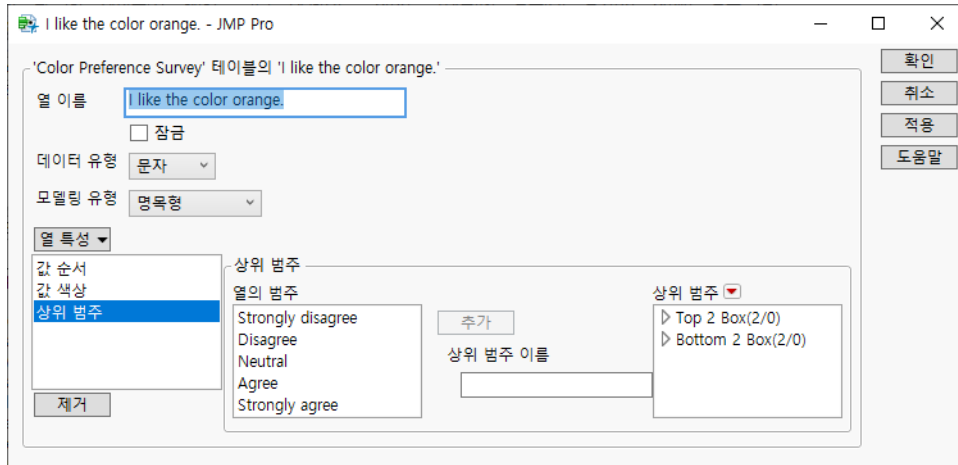 I like the color orange. - JMP Pro
'Color Preference Survey' 테이블의 'I like the color orange.'
열 이름 I like the color orange.
잠금
데이터 유형 문자
모델링 유형 명목형
열 특성
값 순서
값 색상
상위 범주
제거
상위 범주
열의 범주
Strongly disagree
Disagree
Neutral
Agree
Strongly agree
추가
상위 범주 이름
상위 범주
Top 2 Box(2/0)
Bottom 2 Box(2/0)
확인
취소
적용
도움말